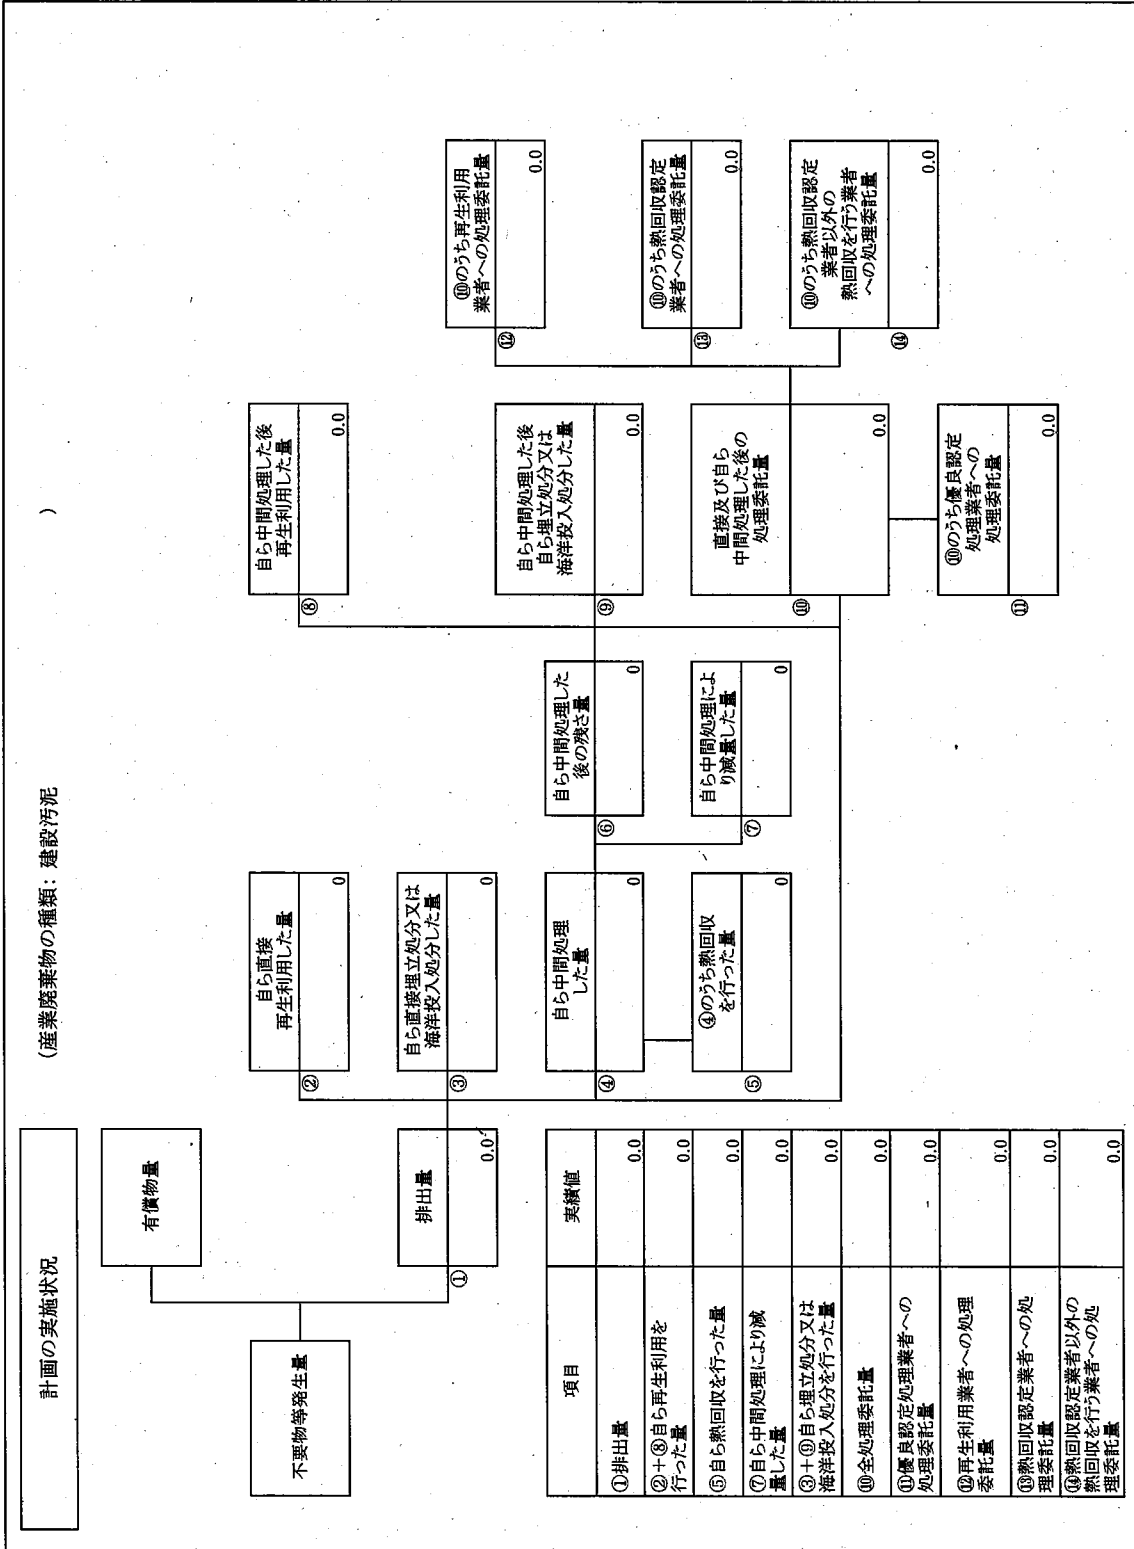 計画の実施状況
(産業廃棄物の種類: 建設汚泥
)
不要物等発生量
有償物量
排出量
①
0.0
自ら直接
再生利用した量
②
0
自ら直接埋立処分又は
海洋投入処分した量
③
0
自ら中間処理
した量
④
0
④のうち熱回収
を行った量
⑤
0
自ら中間処理した
後の残さ量
⑥
0
自ら中間処理によ
り減量した量
⑦
0
自ら中間処理した後
再生利用した量
⑧
0.0
自ら中間処理した後
自ら埋立処分又は
海洋投入処分した量
⑨
0.0
直接及び自ら
中間処理した後の
処理委託量
⑩
0.0
⑩のうち優良認定
処理業者への
処理委託量
⑪
0.0
⑩のうち再生利用
業者への処理委託量
⑫
0.0
⑩のうち熱回収認定
業者への処理委託量
⑬
0.0
⑩のうち熱回収認定
業者以外の
熱回収を行う業者
への処理委託量
⑭
0.0
項目
実績値
①排出量
0.0
②+⑧自ら再生利用を
行った量
0.0
⑤自ら熱回収を行った量
0.0
⑦自ら中間処理により減
量した量
0.0
③+⑨自ら埋立処分又は
海洋投入処分を行った量
0.0
⑩全処理委託量
0.0
⑪優良認定処理業者への
処理委託量
0.0
⑫再生利用業者への処理
委託量
0.0
⑬熱回収認定業者への処
理委託量
0.0
⑭熱回収認定業者以外の
熱回収を行う業者への処
理委託量
0.0